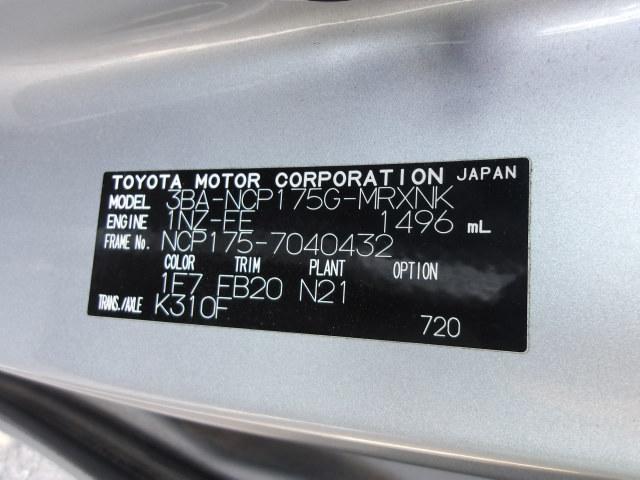 TOYOTA MOTOR CORPORATION JAPAN
MODEL 3BA-NCP175G-MRXNK
ENGINE 1NZ-FE 1496 mL
FRAME No. NCP175-7040432
COLOR TRIM PLANT OPTION
1E7 FB20 N21
TRANS./AXLE K310F
720